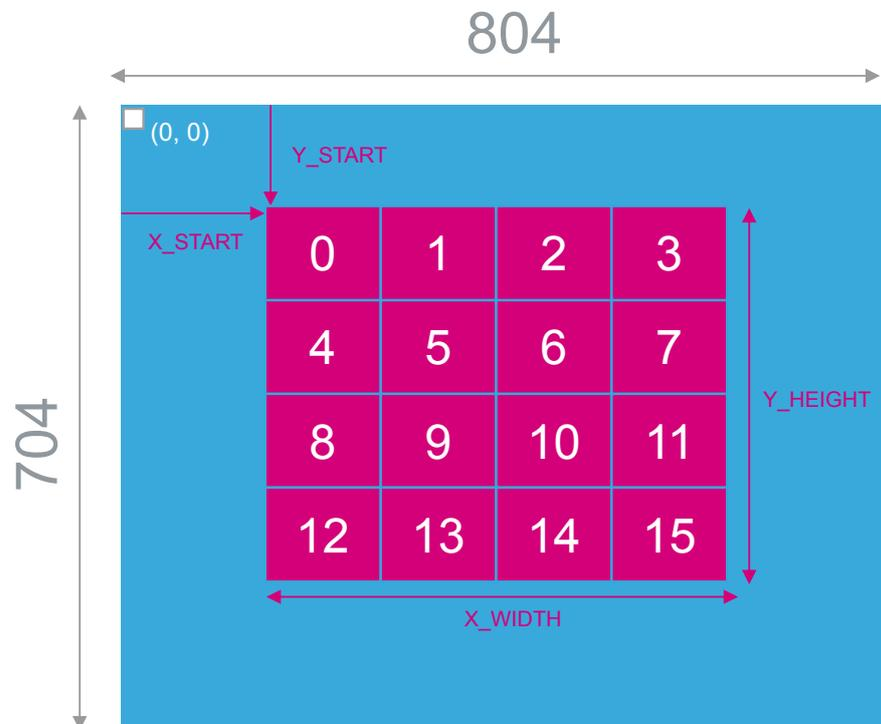 804
(0, 0)
Y_START
X_START
0 1 2 3
4 5 6 7
Y_HEIGHT
704
8 9 10 11
12 13 14 15
X_WIDTH